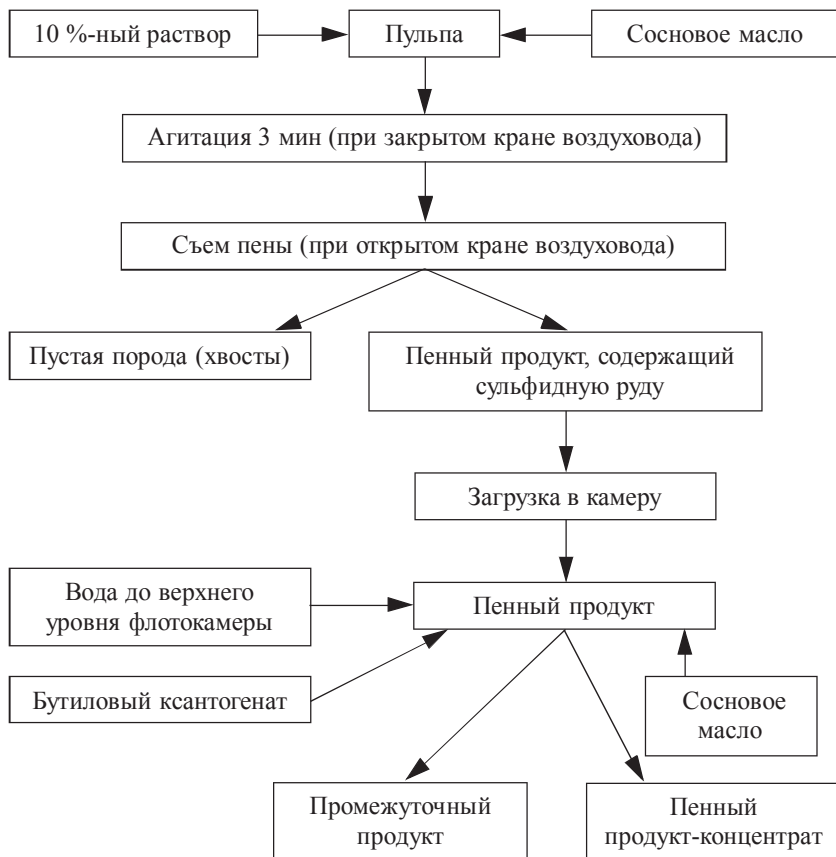 10 %-ный раствор
Пульпа
Сосновое масло
Агитация 3 мин (при закрытом кране воздуховода)
Съем пены (при открытом кране воздуховода)
Пустая порода (хвосты)
Пенный продукт, содержащий
сульфидную руду
Загрузка в камеру
Вода до верхнего
уровня флотокамеры
Пенный продукт
Бутиловый ксантогенат
Сосновое
масло
Промежуточный
продукт
Пенный
продукт-концентрат